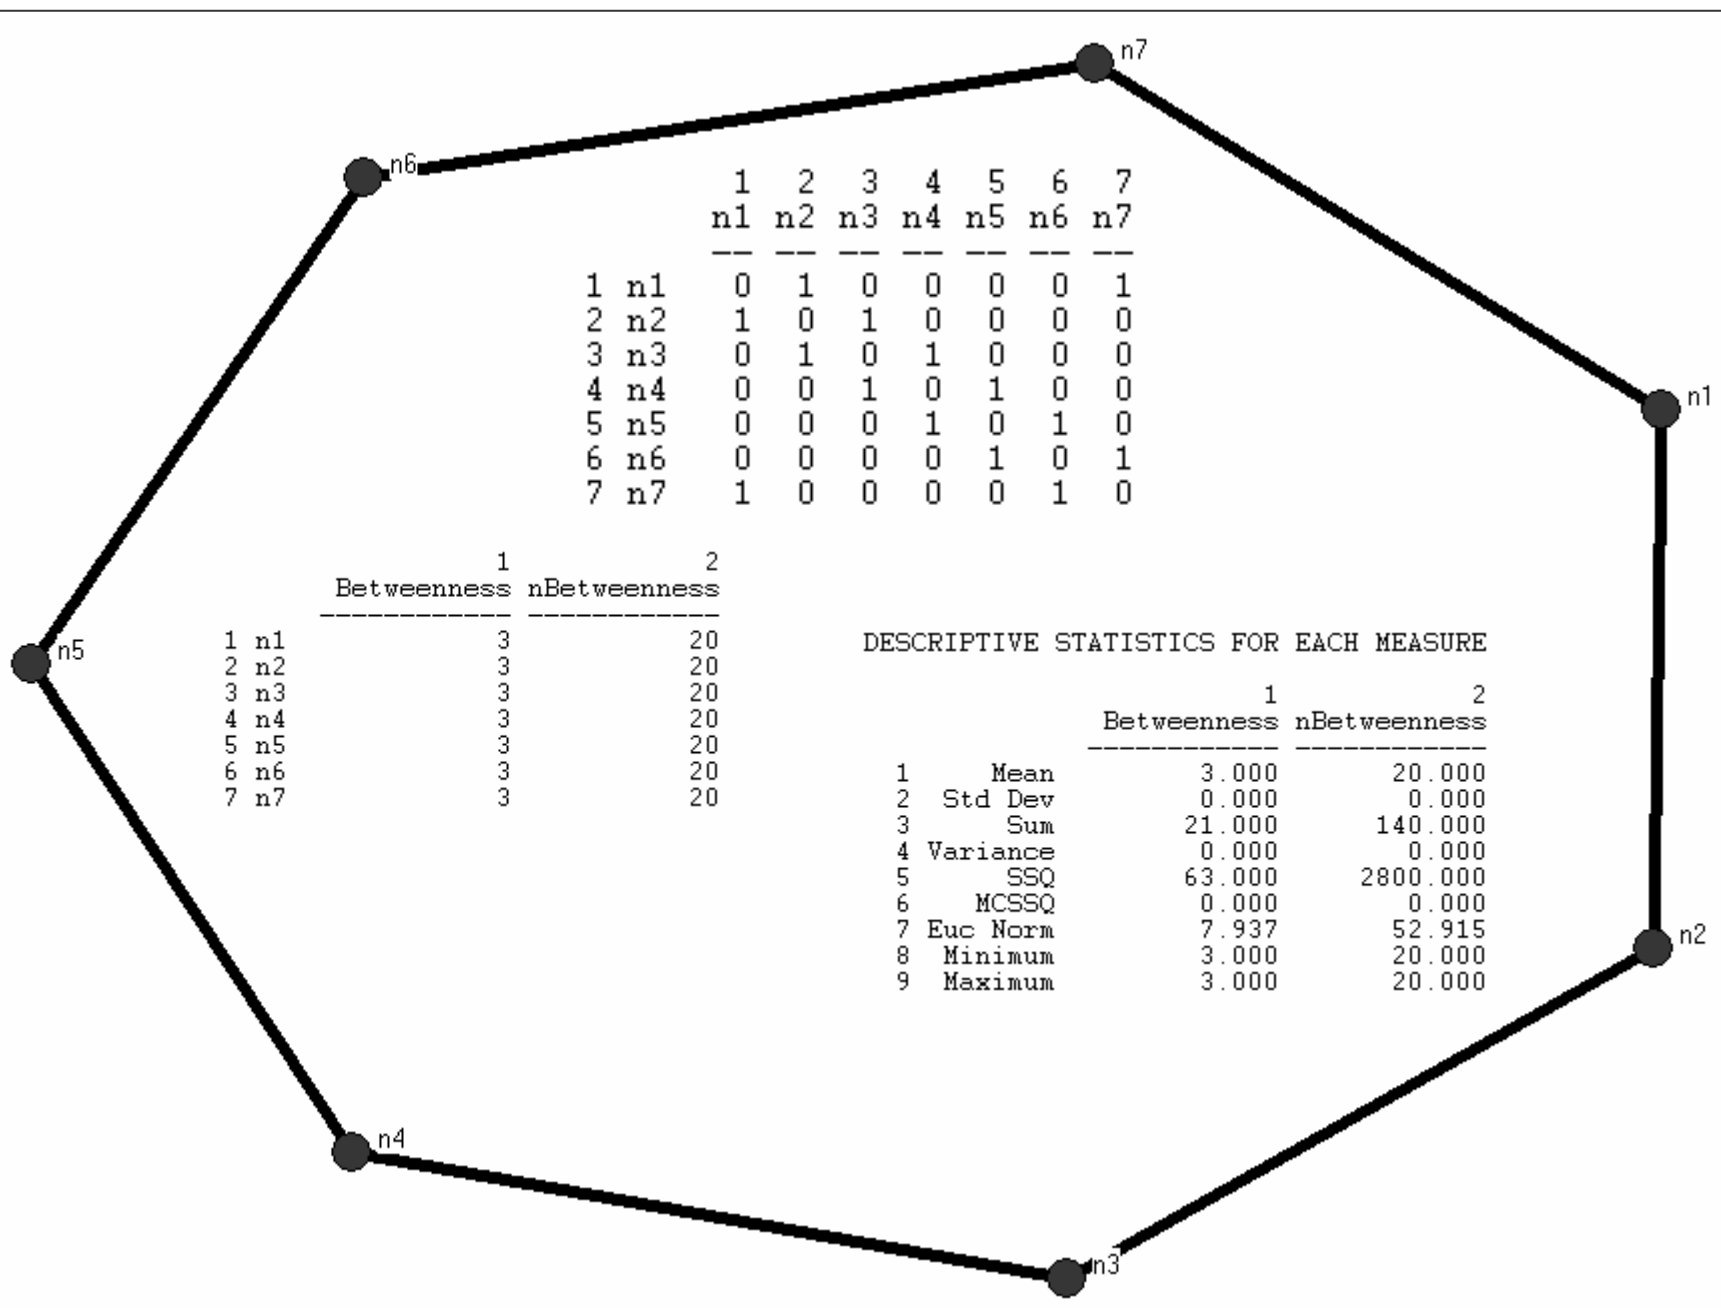 n7
n6
1 2 3 4 5 6 7
n1 n2 n3 n4 n5 n6 n7
-- -- -- -- -- -- --
1 n1 0 1 0 0 0 0 1
2 n2 1 0 1 0 0 0 0
3 n3 0 1 0 1 0 0 0
4 n4 0 0 1 0 1 0 0
5 n5 0 0 0 1 0 1 0
6 n6 0 0 0 0 1 0 1
7 n7 1 0 0 0 0 1 0
n1
1 2
Betweenness nBetweenness
------------ ------------
1 n1 3 20
2 n2 3 20
3 n3 3 20
4 n4 3 20
5 n5 3 20
6 n6 3 20
7 n7 3 20
n5
DESCRIPTIVE STATISTICS FOR EACH MEASURE
1 2
Betweenness nBetweenness
------------ ------------
1 Mean 3.000 20.000
2 Std Dev 0.000 0.000
3 Sum 21.000 140.000
4 Variance 0.000 0.000
5 SSQ 63.000 2800.000
6 MCSSQ 0.000 0.000
7 Euc Norm 7.937 52.915
8 Minimum 3.000 20.000
9 Maximum 3.000 20.000
n2
n4
n3